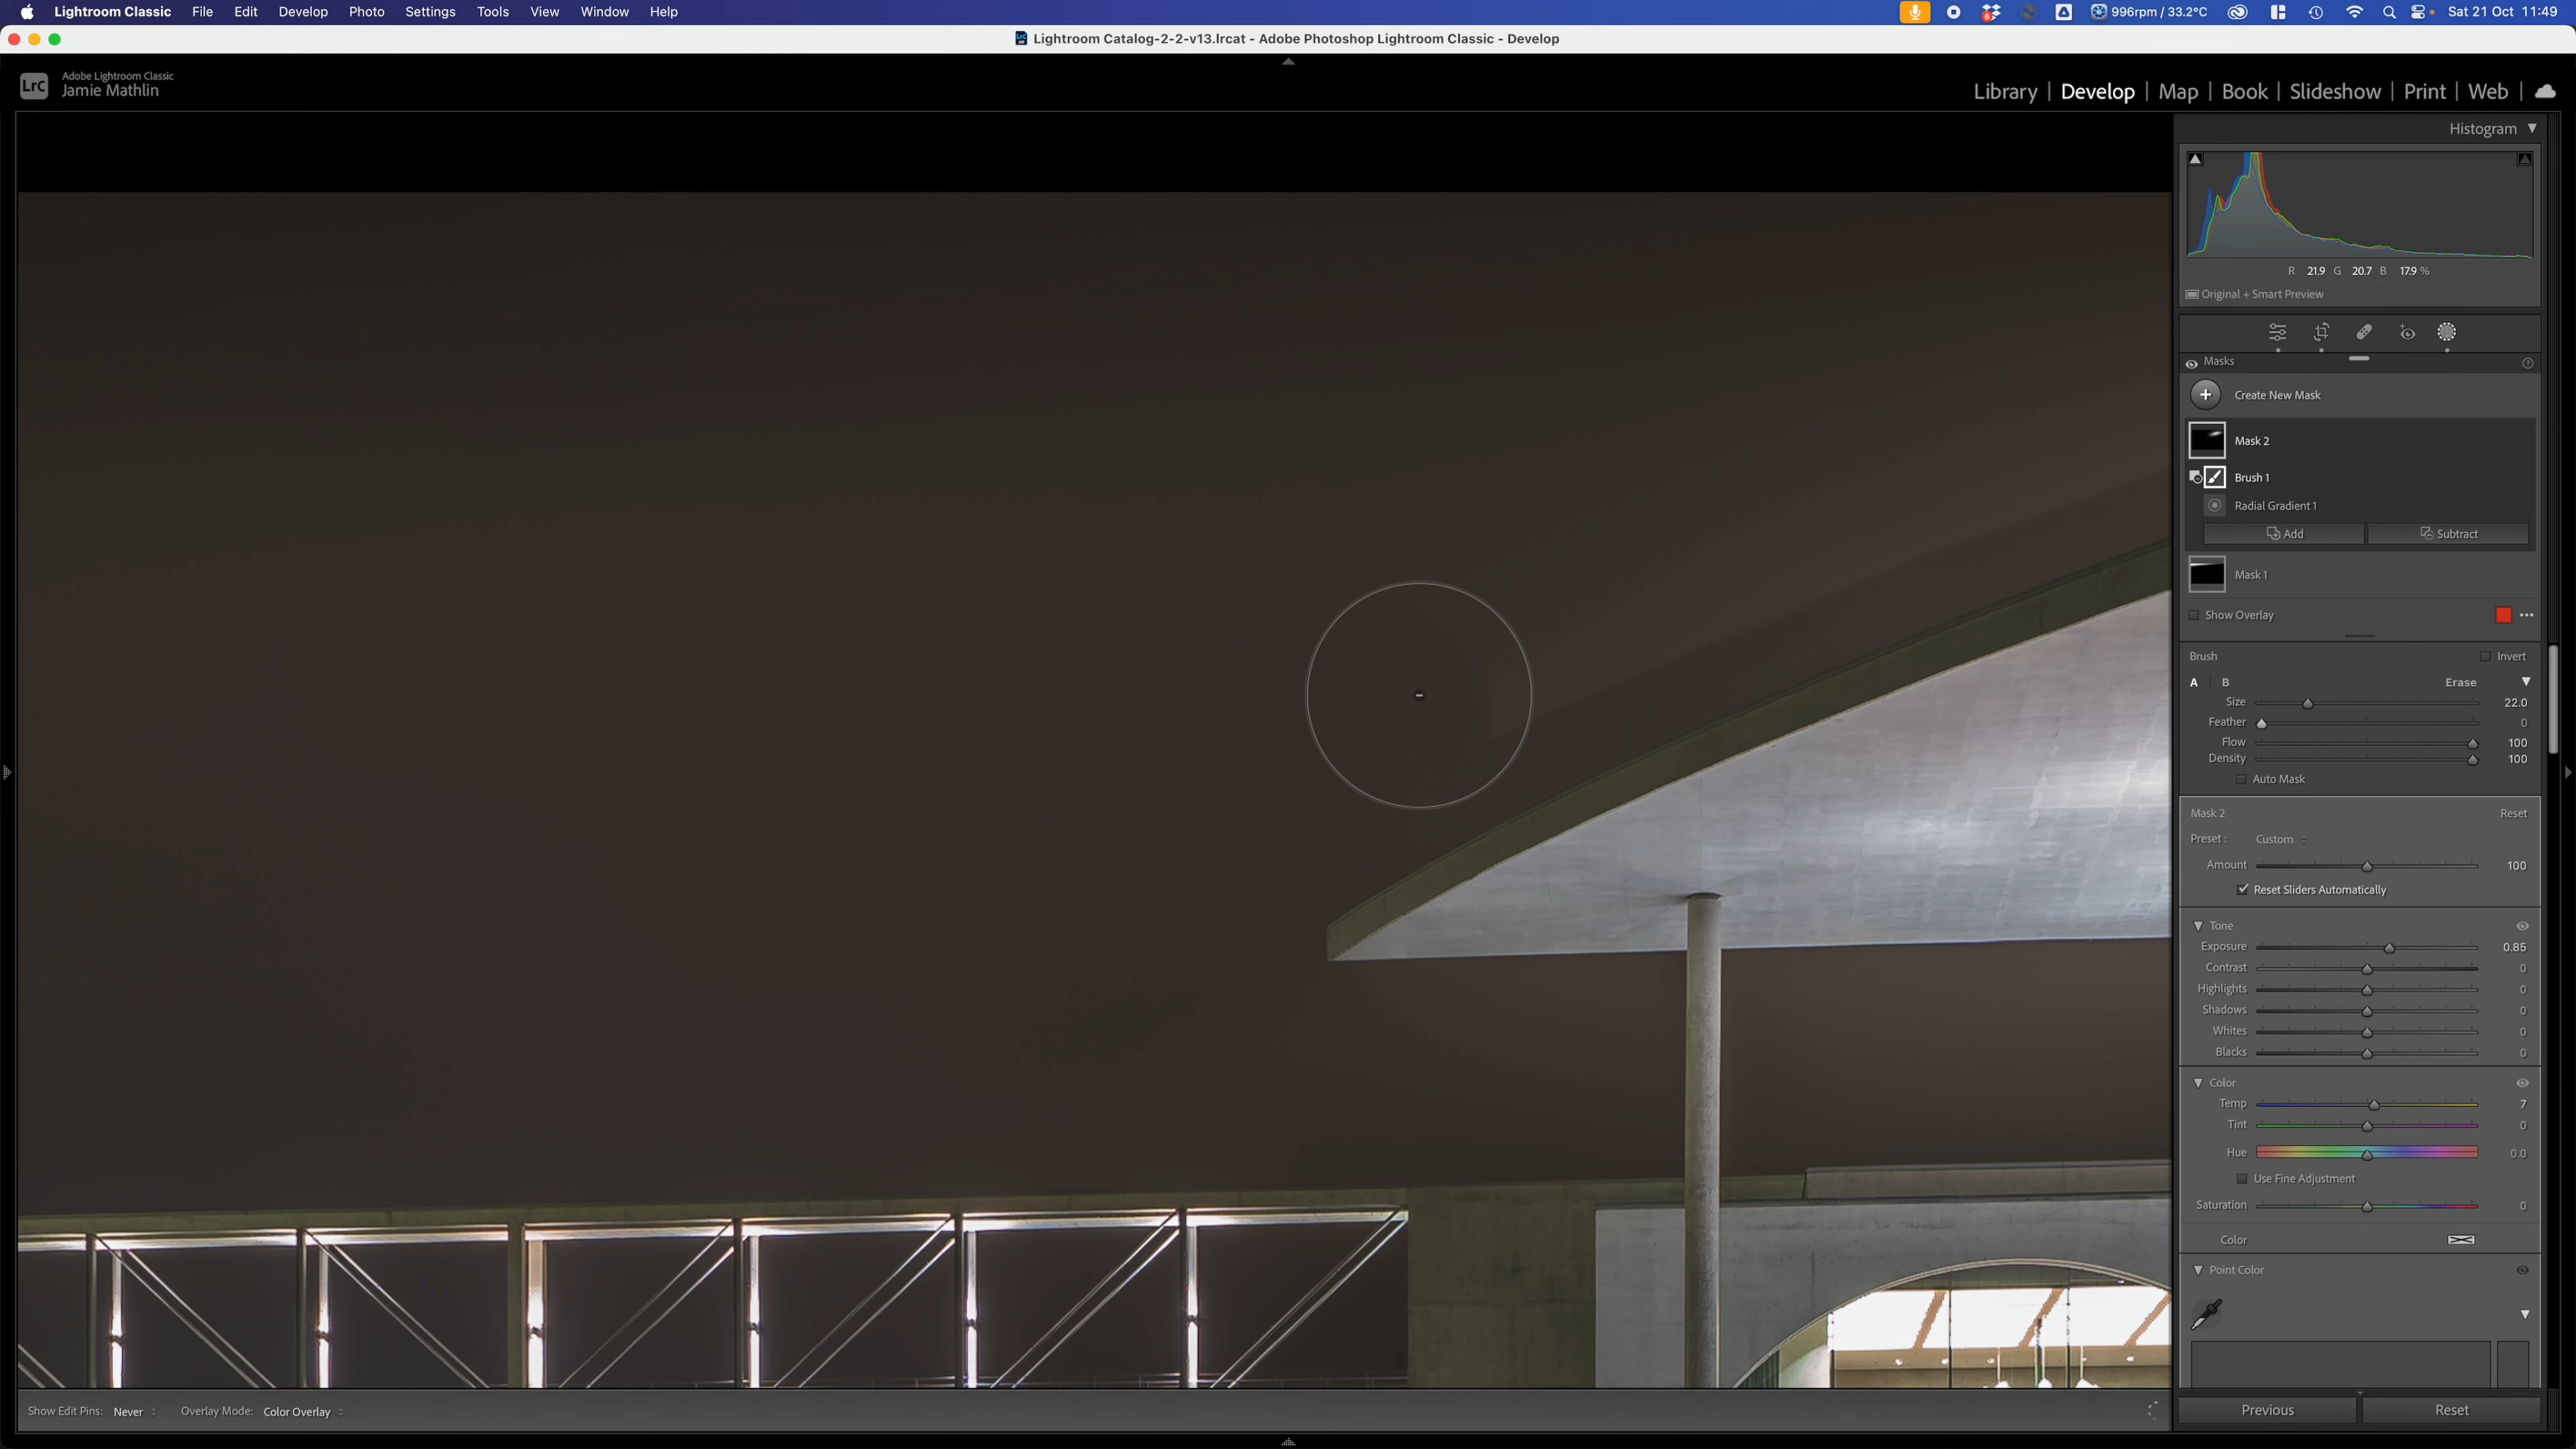 Lightroom Classic File Edit Develop Photo Settings Tools View Window Help 6 996rpm / 33.2°C Sat 21 Oct 11:49
Lightroom Catalog-2-2-v13.lrcat - Adobe Photoshop Lightroom Classic - Develop
LrC Adobe Lightroom Classic
Jamie Mathlin
Library | Develop | Map | Book | Slideshow | Print | Web |
Histogram
R 21.9 G 20.7 B 17.9 %
Original + Smart Preview
Masks
Create New Mask
Mask 2
Brush 1
Radial Gradient 1
Add Subtract
Mask 1
Show Overlay
Brush Invert
A B Erase
Size 22.0
Feather 0
Flow 100
Density 100
Auto Mask
Mask 2 Reset
Preset: Custom
Amount 100
Reset Sliders Automatically
Tone
Exposure 0.85
Contrast 0
Highlights 0
Shadows 0
Whites 0
Blacks 0
Color
Temp 7
Tint 0
Hue 0.0
Use Fine Adjustment
Saturation 0
Color
Point Color
Show Edit Pins: Never Overlay Mode: Color Overlay
Previous Reset